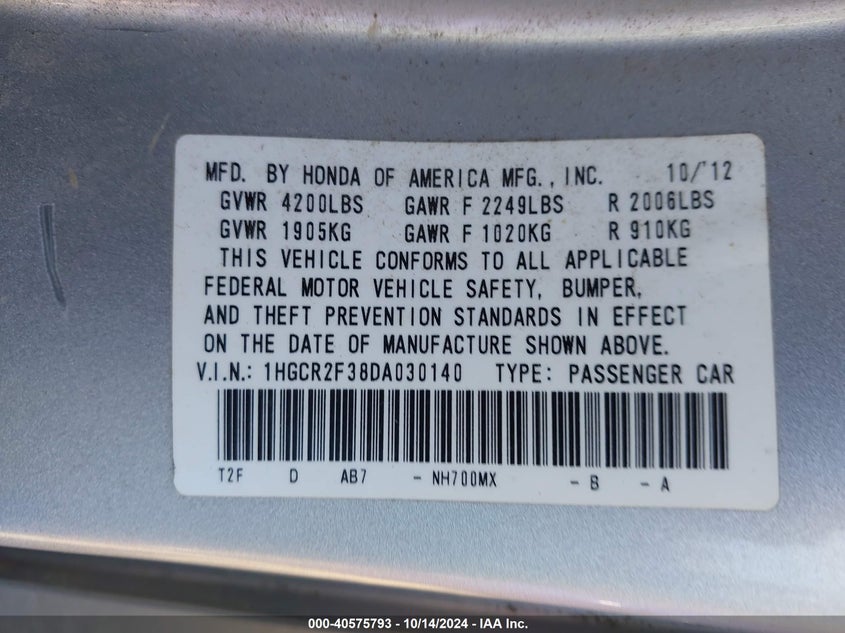 MFD. BY HONDA OF AMERICA MFG., INC. 10/'12
GVWR 4200LBS GAWR F 2249LBS R 2006LBS
GVWR 1905KG GAWR F 1020KG R 910KG
THIS VEHICLE CONFORMS TO ALL APPLICABLE
FEDERAL MOTOR VEHICLE SAFETY, BUMPER,
AND THEFT PREVENTION STANDARDS IN EFFECT
ON THE DATE OF MANUFACTURE SHOWN ABOVE.
V.I.N.: 1HGCR2F38DA030140 TYPE: PASSENGER CAR
T2F D AB7 - NH700MX - B - A
000-40575793 - 10/14/2024 - IAA Inc.